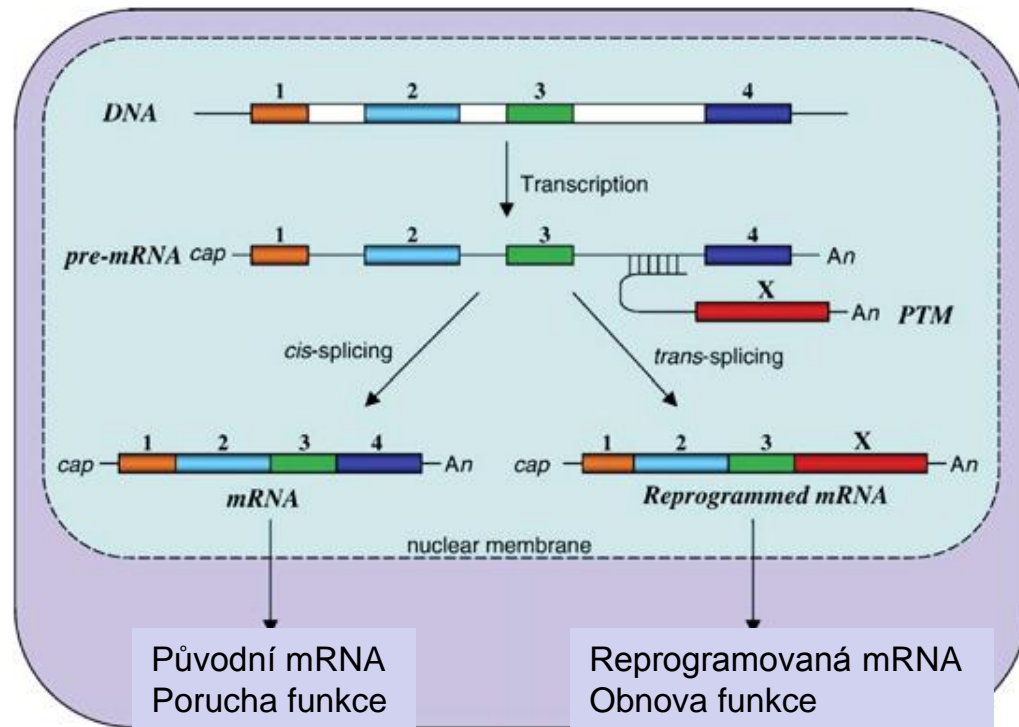 1 2 3 4
DNA
Transcription
1 2 3 4
pre-mRNA cap An
X
An PTM
cis-splicing trans-splicing
1 2 3 4
cap An
mRNA
1 2 3 X
cap An
Reprogrammed mRNA
nuclear membrane
Původní mRNA
Porucha funkce
Reprogramovaná mRNA
Obnova funkce